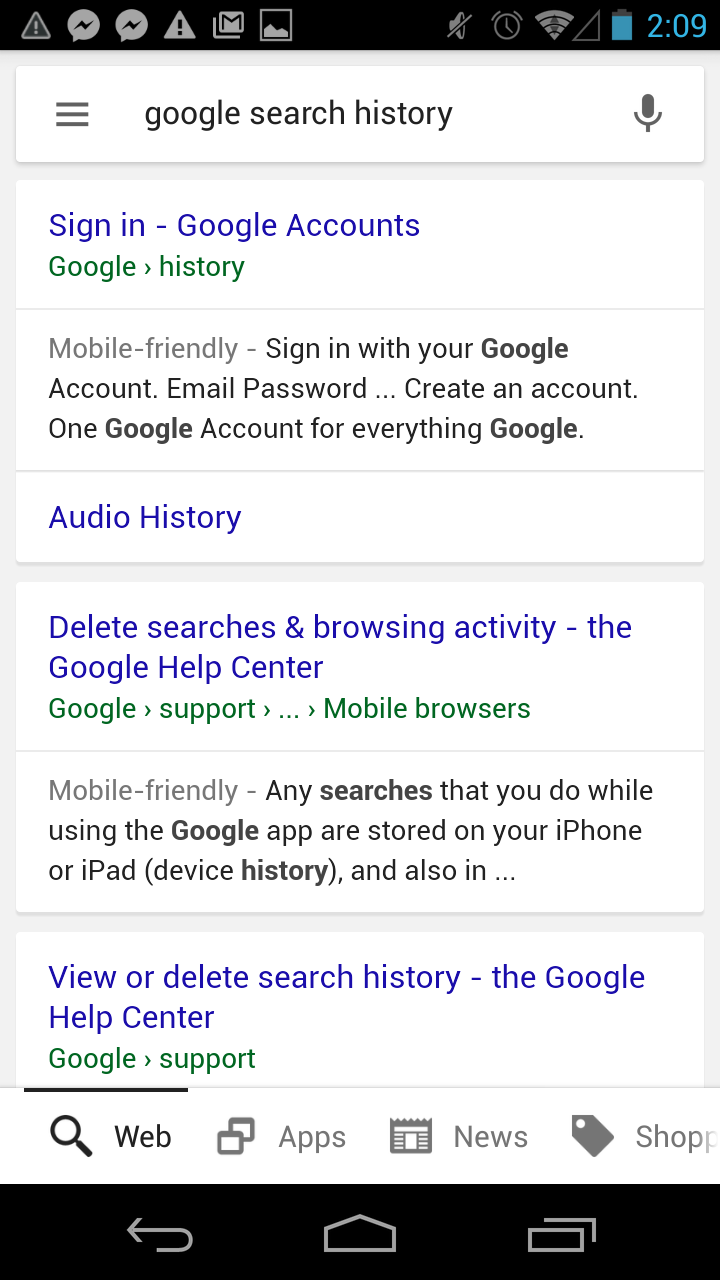 2:09
google search history
Sign in - Google Accounts
Google › history
Mobile-friendly - Sign in with your Google
Account. Email Password ... Create an account.
One Google Account for everything Google.
Audio History
Delete searches & browsing activity - the
Google Help Center
Google › support › ... › Mobile browsers
Mobile-friendly - Any searches that you do while
using the Google app are stored on your iPhone
or iPad (device history), and also in ...
View or delete search history - the Google
Help Center
Google › support
Web Apps News Shopp